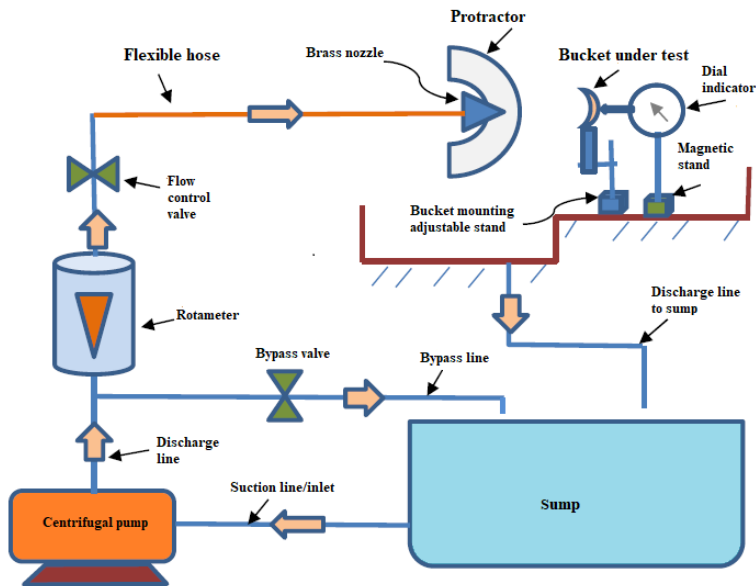 Protractor
Flexible hose
Brass nozzle
Bucket under test
Dial
indicator
Magnetic
stand
Flow
control
valve
Bucket mounting
adjustable stand
Rotameter
Discharge line
to sump
Bypass valve
Bypass line
Discharge
line
Suction line/inlet
Centrifugal pump
Sump